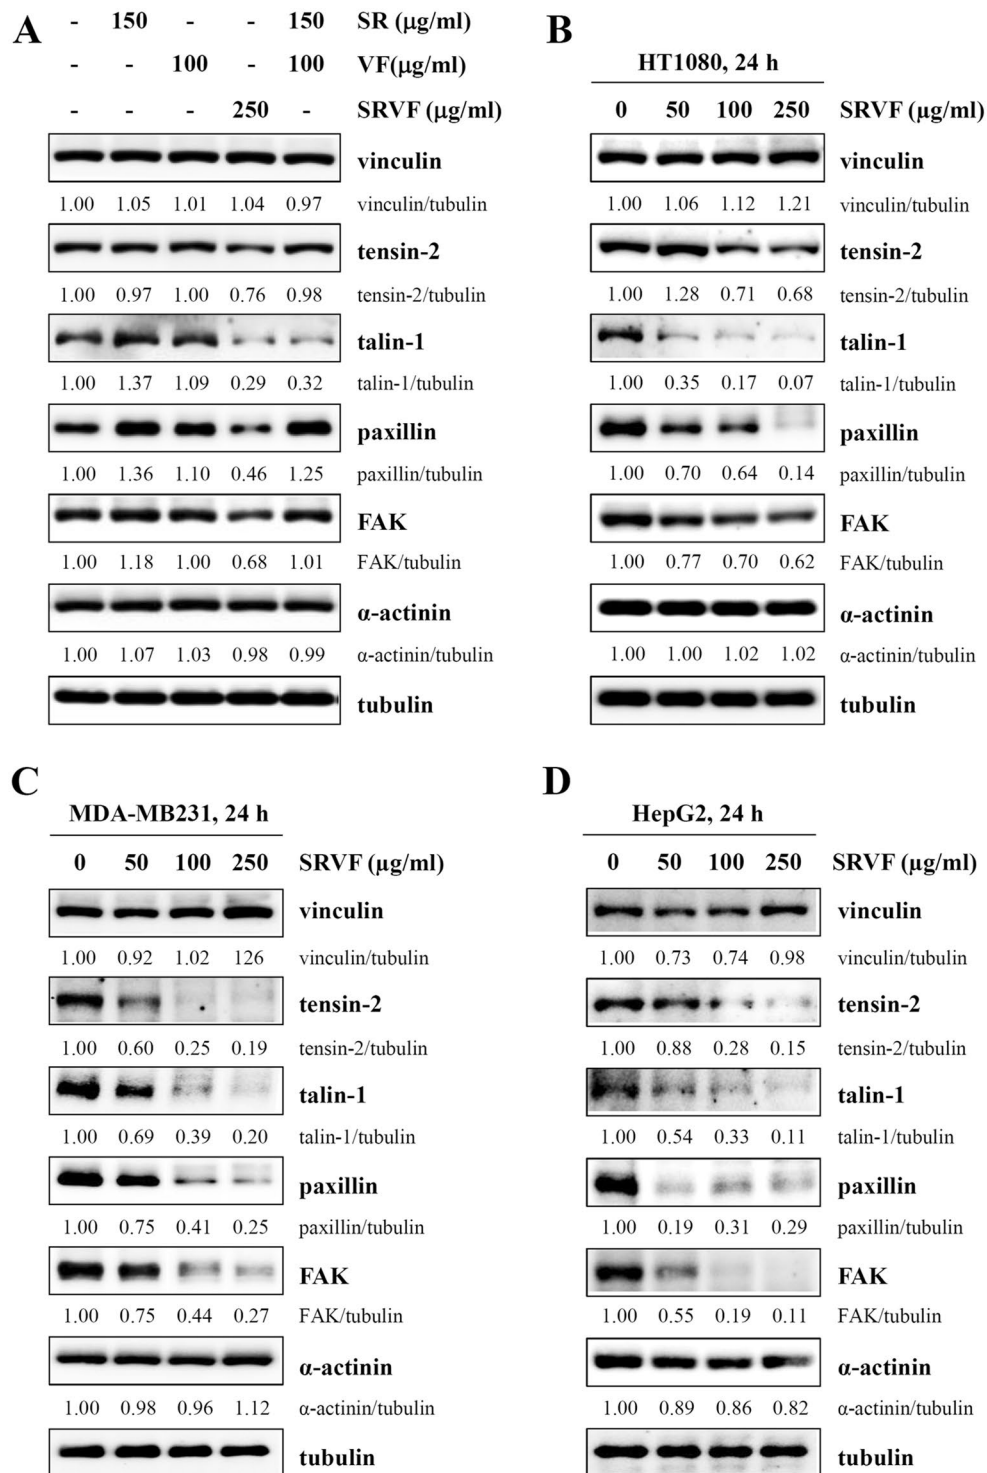 A
- 150 - - 150 SR (μg/ml)
- - 100 - 100 VF(μg/ml)
- - - 250 - SRVF (μg/ml)
vinculin
1.00 1.05 1.01 1.04 0.97 vinculin/tubulin
tensin-2
1.00 0.97 1.00 0.76 0.98 tensin-2/tubulin
talin-1
1.00 1.37 1.09 0.29 0.32 talin-1/tubulin
paxillin
1.00 1.36 1.10 0.46 1.25 paxillin/tubulin
FAK
1.00 1.18 1.00 0.68 1.01 FAK/tubulin
α-actinin
1.00 1.07 1.03 0.98 0.99 α-actinin/tubulin
tubulin
B
HT1080, 24 h
0 50 100 250 SRVF (μg/ml)
vinculin
1.00 1.06 1.12 1.21 vinculin/tubulin
tensin-2
1.00 1.28 0.71 0.68 tensin-2/tubulin
talin-1
1.00 0.35 0.17 0.07 talin-1/tubulin
paxillin
1.00 0.70 0.64 0.14 paxillin/tubulin
FAK
1.00 0.77 0.70 0.62 FAK/tubulin
α-actinin
1.00 1.00 1.02 1.02 α-actinin/tubulin
tubulin
C
MDA-MB231, 24 h
0 50 100 250 SRVF (μg/ml)
vinculin
1.00 0.92 1.02 126 vinculin/tubulin
tensin-2
1.00 0.60 0.25 0.19 tensin-2/tubulin
talin-1
1.00 0.69 0.39 0.20 talin-1/tubulin
paxillin
1.00 0.75 0.41 0.25 paxillin/tubulin
FAK
1.00 0.75 0.44 0.27 FAK/tubulin
α-actinin
1.00 0.98 0.96 1.12 α-actinin/tubulin
tubulin
D
HepG2, 24 h
0 50 100 250 SRVF (μg/ml)
vinculin
1.00 0.73 0.74 0.98 vinculin/tubulin
tensin-2
1.00 0.88 0.28 0.15 tensin-2/tubulin
talin-1
1.00 0.54 0.33 0.11 talin-1/tubulin
paxillin
1.00 0.19 0.31 0.29 paxillin/tubulin
FAK
1.00 0.55 0.19 0.11 FAK/tubulin
α-actinin
1.00 0.89 0.86 0.82 α-actinin/tubulin
tubulin